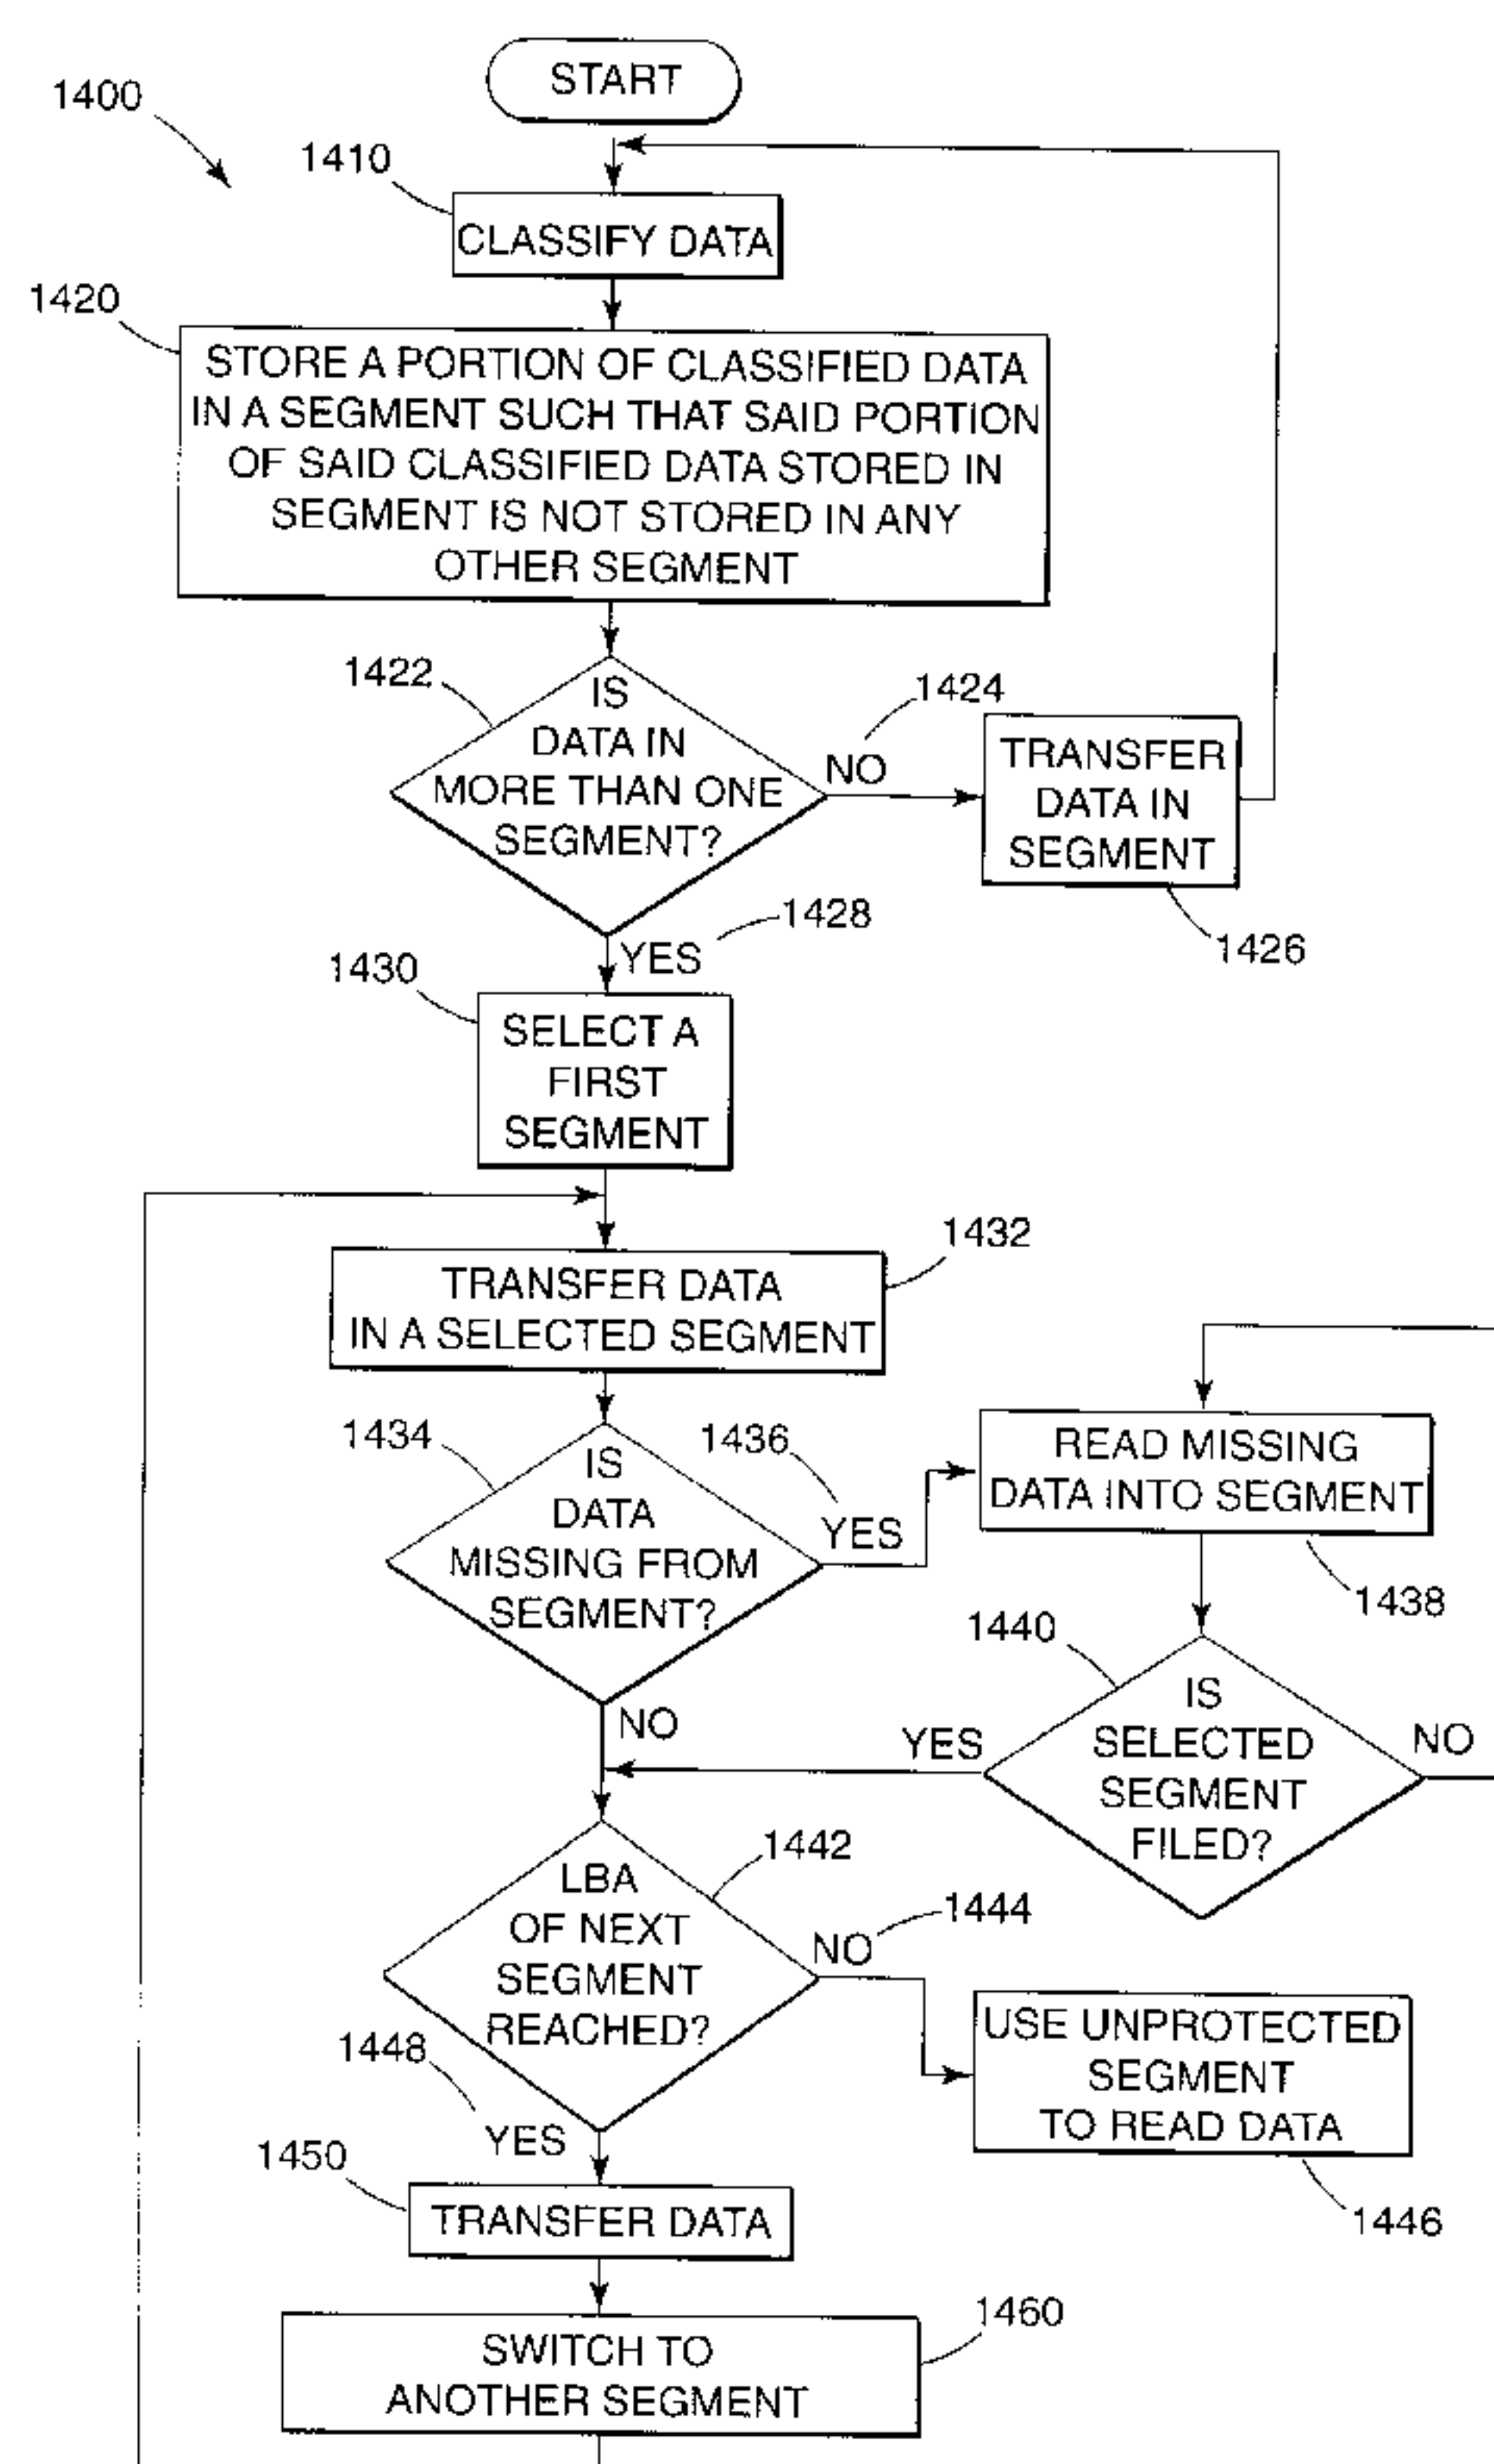 START
1400
1410
CLASSIFY DATA
1420
STORE A PORTION OF CLASSIFIED DATA
IN A SEGMENT SUCH THAT SAID PORTION
OF SAID CLASSIFIED DATA STORED IN
SEGMENT IS NOT STORED IN ANY
OTHER SEGMENT
1422
IS
DATA IN
MORE THAN ONE
SEGMENT?
1424
NO
TRANSFER
DATA IN
SEGMENT
1426
1428
YES
1430
SELECT A
FIRST
SEGMENT
1432
TRANSFER DATA
IN A SELECTED SEGMENT
1434
IS
DATA
MISSING FROM
SEGMENT?
1436
YES
READ MISSING
DATA INTO SEGMENT
1438
NO
1440
IS
SELECTED
SEGMENT
FILED?
YES
NO
1442
LBA
OF NEXT
SEGMENT
REACHED?
1444
NO
USE UNPROTECTED
SEGMENT
TO READ DATA
1446
1448
YES
1450
TRANSFER DATA
1460
SWITCH TO
ANOTHER SEGMENT